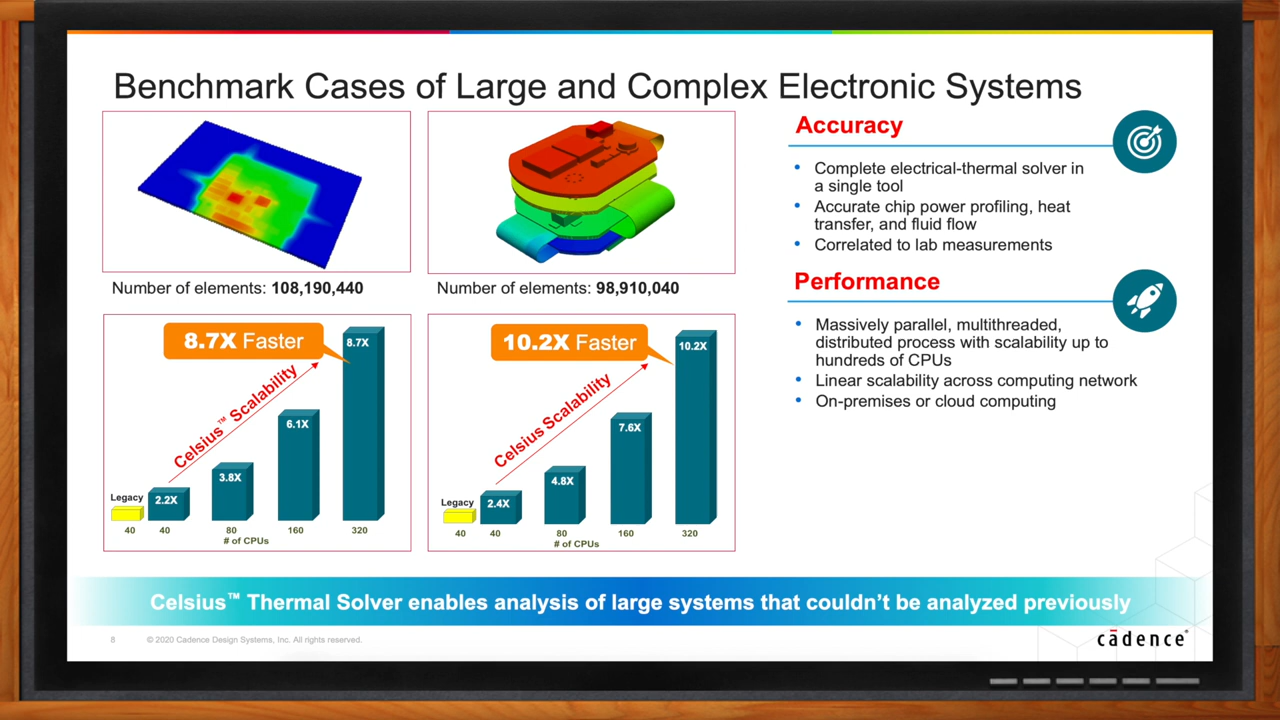 Benchmark Cases of Large and Complex Electronic Systems
Number of elements: 108,190,440
Number of elements: 98,910,040
8.7X Faster
Celsius™ Scalability
Legacy
2.2X
3.8X
6.1X
8.7X
40 40 80 160 320
# of CPUs
10.2X Faster
Celsius Scalability
Legacy
2.4X
4.8X
7.6X
10.2X
40 40 80 160 320
# of CPUs
Accuracy
• Complete electrical-thermal solver in
a single tool
• Accurate chip power profiling, heat
transfer, and fluid flow
• Correlated to lab measurements
Performance
• Massively parallel, multithreaded,
distributed process with scalability up to
hundreds of CPUs
• Linear scalability across computing network
• On-premises or cloud computing
Celsius™ Thermal Solver enables analysis of large systems that couldn't be analyzed previously
8 © 2020 Cadence Design Systems, Inc. All rights reserved.
cādence®